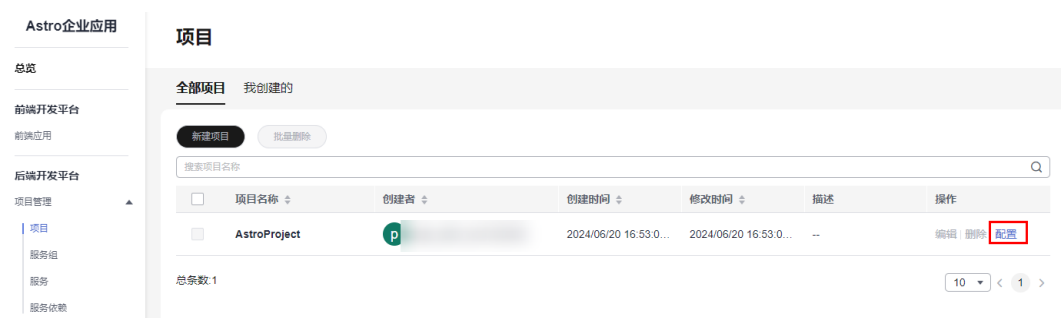 Astro企业应用
项目
总览
全部项目 我创建的
前端开发平台
前端应用
新建项目 批量删除
搜索项目名称
后端开发平台
项目管理
项目名称 创建者 创建时间 修改时间 描述 操作
项目
AstroProject p 2024/06/20 16:53:0... 2024/06/20 16:53:0... -- 编辑 删除 配置
服务组
服务
总条数:1 10 1
服务依赖